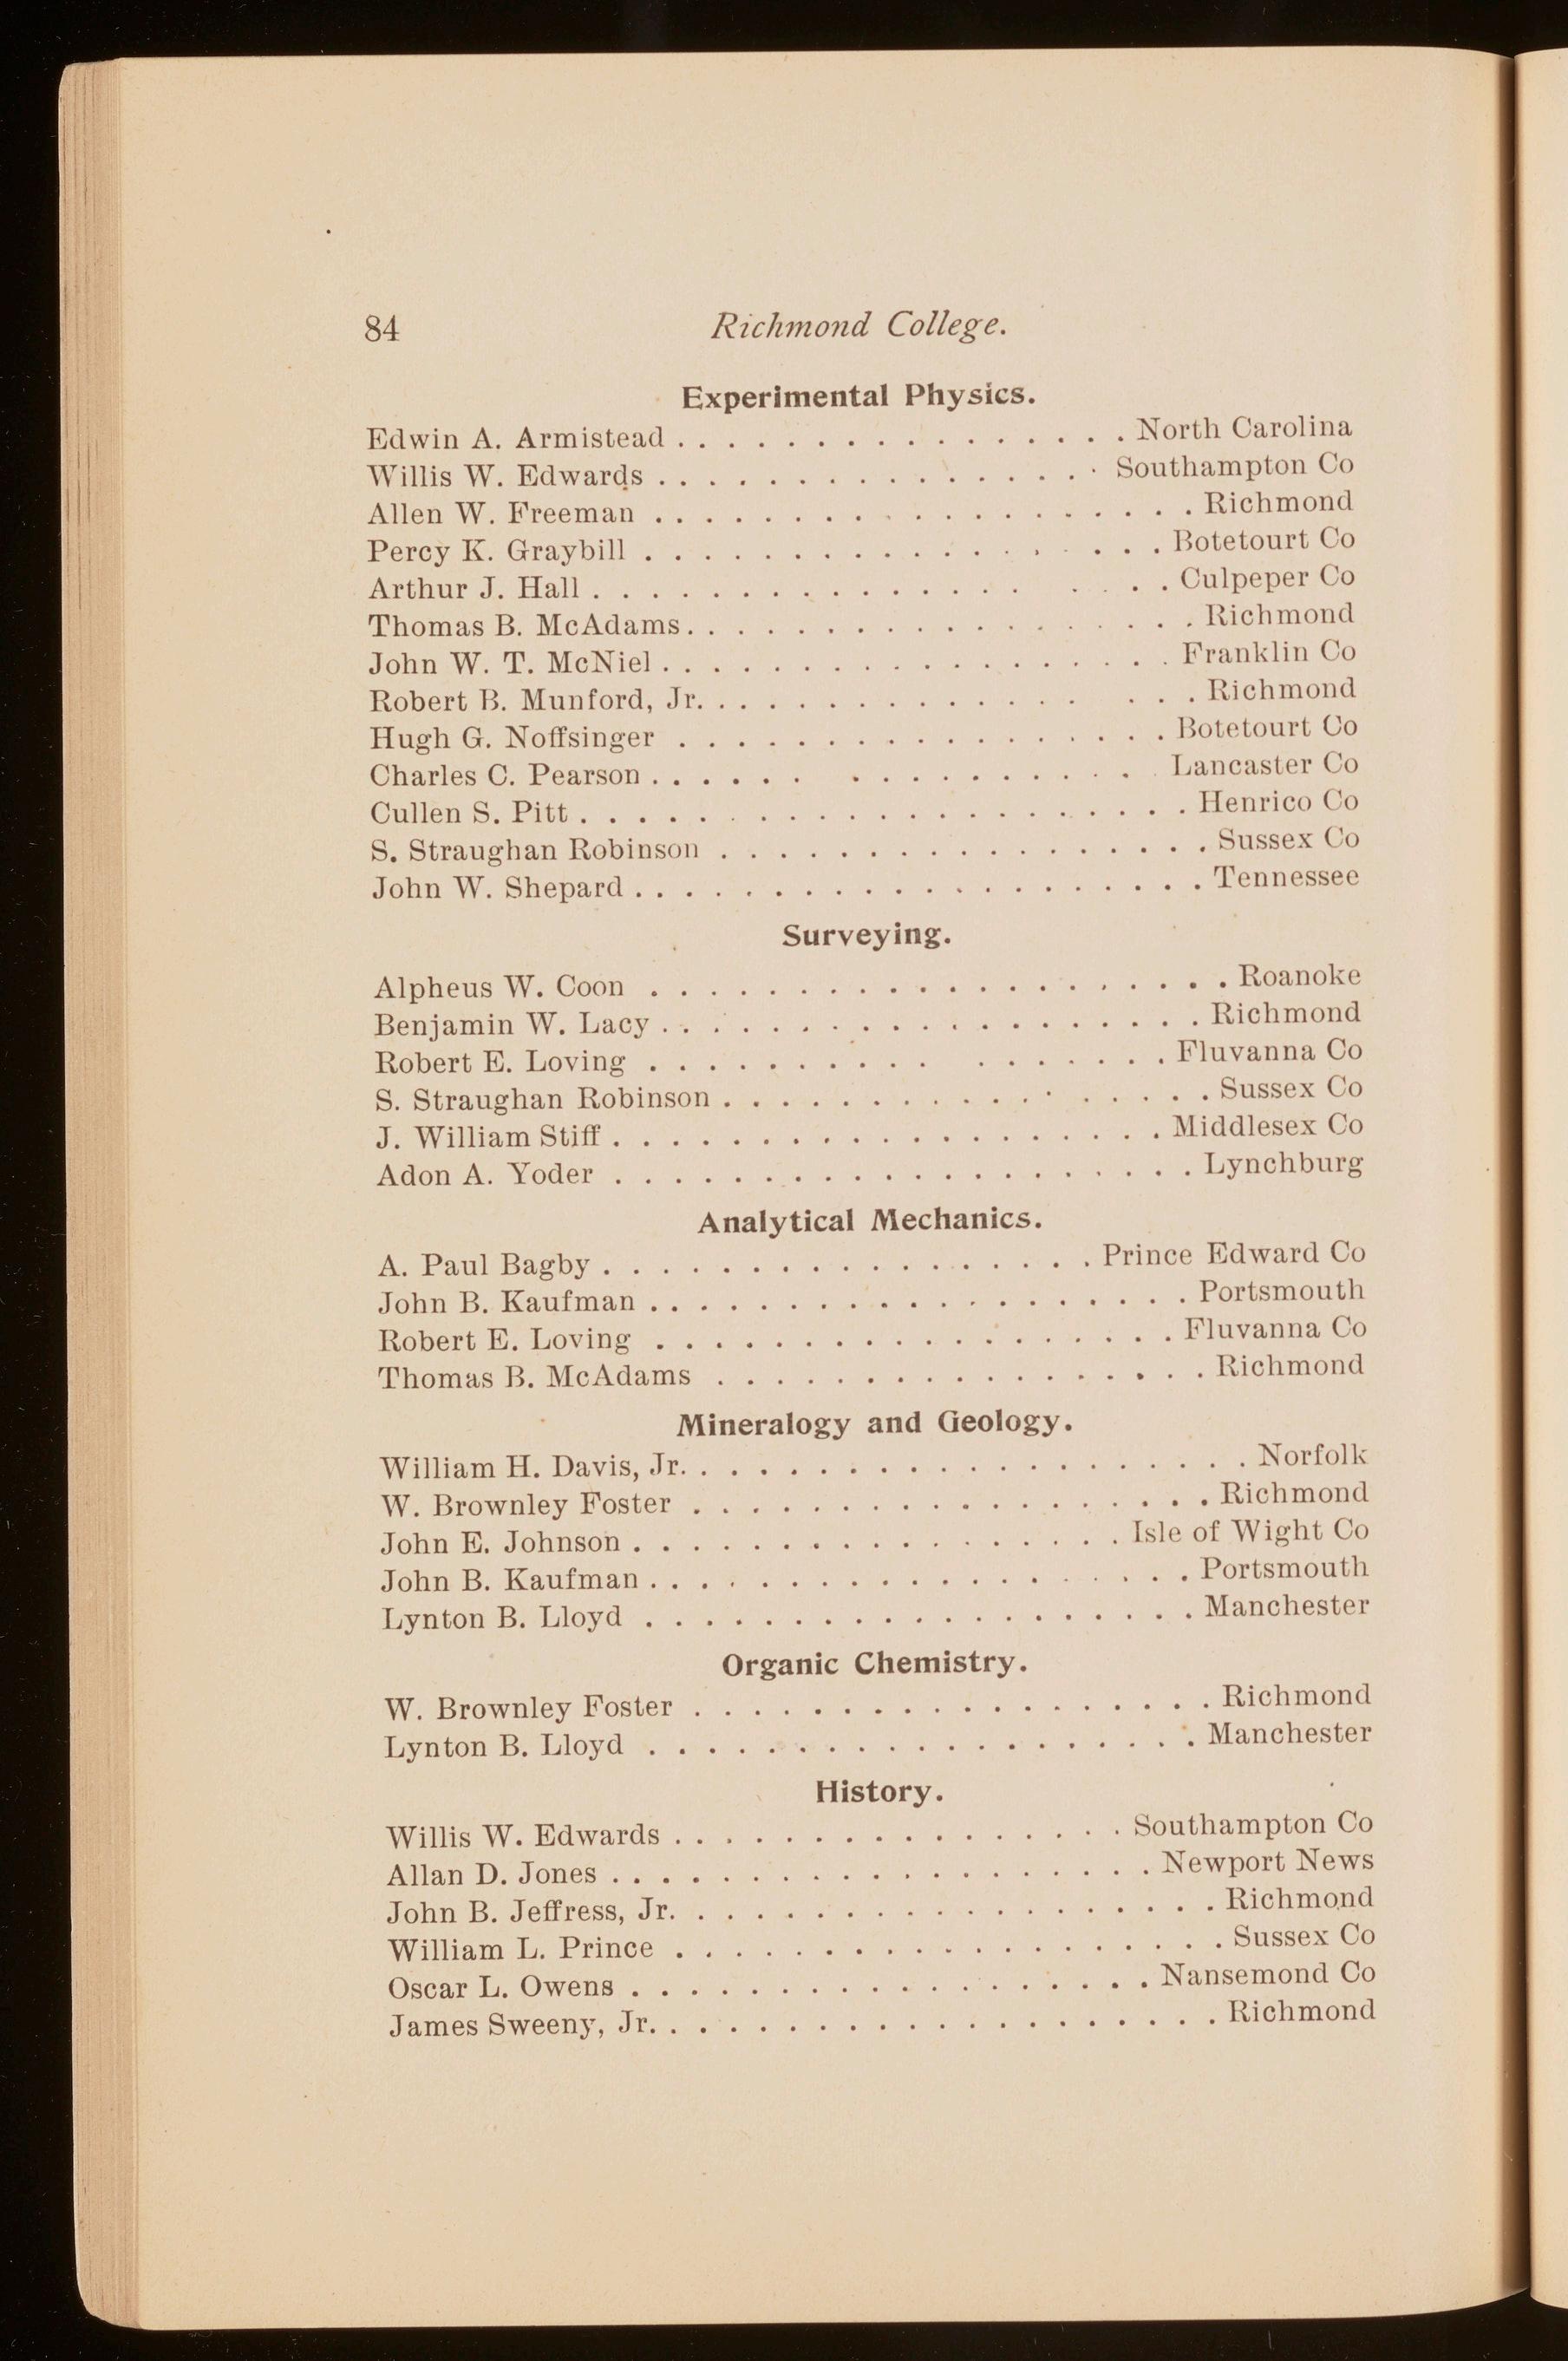 84 Richmond College.
Experimental Physics.
Edwin A. Armistead . . . . . . . . . . . . . . . . North Carolina
Willis W. Edwards . . . . . . . . . . . . . . . . Southampton Co
Allen W. Freeman . . . . . . . . . . . . . . . . . . . Richmond
Percy K. Graybill . . . . . . . . . . . . . . . . . . Botetourt Co
Arthur J. Hall . . . . . . . . . . . . . . . . . . Culpeper Co
Thomas B. McAdams . . . . . . . . . . . . . . . . . . Richmond
John W. T. McNiel . . . . . . . . . . . . . . . . . . Franklin Co
Robert B. Munford, Jr. . . . . . . . . . . . . . . . . Richmond
Hugh G. Noffsinger . . . . . . . . . . . . . . . . . Botetourt Co
Charles C. Pearson . . . . . . . . . . . . . . . . Lancaster Co
Cullen S. Pitt . . . . . . . . . . . . . . . . . . . . . Henrico Co
S. Straughan Robinson . . . . . . . . . . . . . . . . . Sussex Co
John W. Shepard . . . . . . . . . . . . . . . . . . . . Tennessee
Surveying.
Alpheus W. Coon . . . . . . . . . . . . . . . . . . . . Roanoke
Benjamin W. Lacy . . . . . . . . . . . . . . . . . . . Richmond
Robert E. Loving . . . . . . . . . . . . . . . . . Fluvanna Co
S. Straughan Robinson . . . . . . . . . . . . . . . . . Sussex Co
J. William Stiff . . . . . . . . . . . . . . . . . . . Middlesex Co
Adon A. Yoder . . . . . . . . . . . . . . . . . . . . Lynchburg
Analytical Mechanics.
A. Paul Bagby . . . . . . . . . . . . . . . . . Prince Edward Co
John B. Kaufman . . . . . . . . . . . . . . . . . . . Portsmouth
Robert E. Loving . . . . . . . . . . . . . . . . . . Fluvanna Co
Thomas B. McAdams . . . . . . . . . . . . . . . . . Richmond
Mineralogy and Geology.
William H. Davis, Jr. . . . . . . . . . . . . . . . . . . . Norfolk
W. Brownley Foster . . . . . . . . . . . . . . . . . . Richmond
John E. Johnson . . . . . . . . . . . . . . . . . Isle of Wight Co
John B. Kaufman . . . . . . . . . . . . . . . . . . . Portsmouth
Lynton B. Lloyd . . . . . . . . . . . . . . . . . . . Manchester
Organic Chemistry.
W. Brownley Foster . . . . . . . . . . . . . . . . . . Richmond
Lynton B. Lloyd . . . . . . . . . . . . . . . . . . . Manchester
History.
Willis W. Edwards . . . . . . . . . . . . . . . . Southampton Co
Allan D. Jones . . . . . . . . . . . . . . . . . . . Newport News
John B. Jeffress, Jr. . . . . . . . . . . . . . . . . . . Richmond
William L. Prince . . . . . . . . . . . . . . . . . . . Sussex Co
Oscar L. Owens . . . . . . . . . . . . . . . . . . Nansemond Co
James Sweeny, Jr. . . . . . . . . . . . . . . . . . . . Richmond